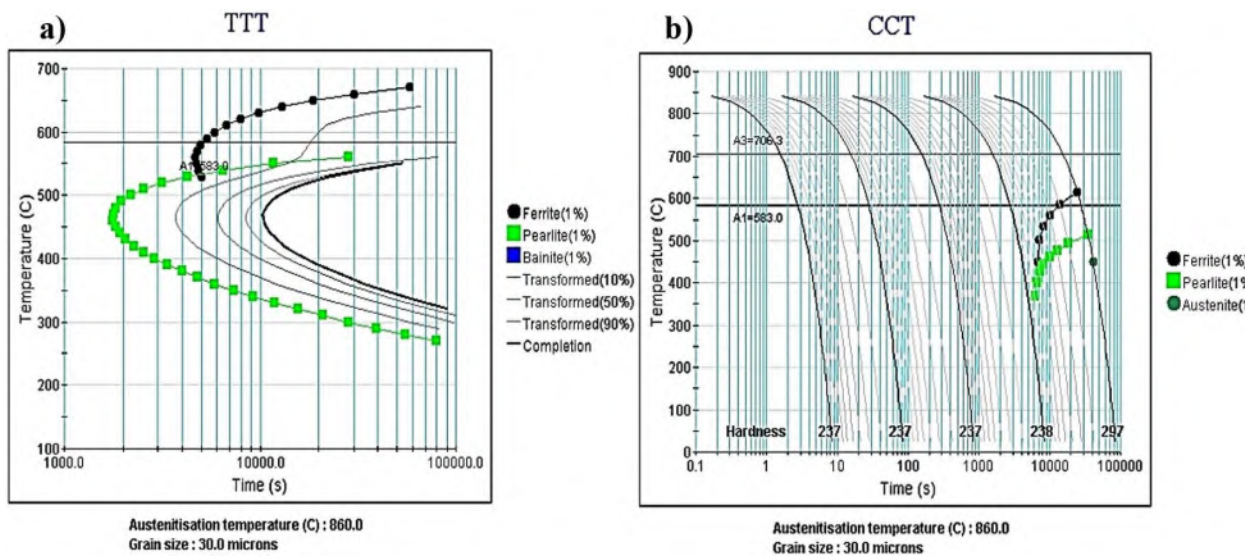 a)
TTT
700
600
500
400
300
200
100
1000.0
10000.0
100000.0
Temperature (C)
Time (s)
Ferrite(1%)
Pearlite(1%)
Bainite(1%)
Transformed(10%)
Transformed(50%)
Transformed(90%)
Completion
Austenitisation temperature (C) : 860.0
Grain size : 30.0 microns
b)
CCT
900
800
700
600
500
400
300
200
100
0
A3=706.3
A1=583.0
Hardness 237 237 237 238 297
0.1 1 10 100 1000 10000 100000
Temperature (C)
Time (s)
Ferrite(1%)
Pearlite(1%
Austenite(1
Austenitisation temperature (C) : 860.0
Grain size : 30.0 microns